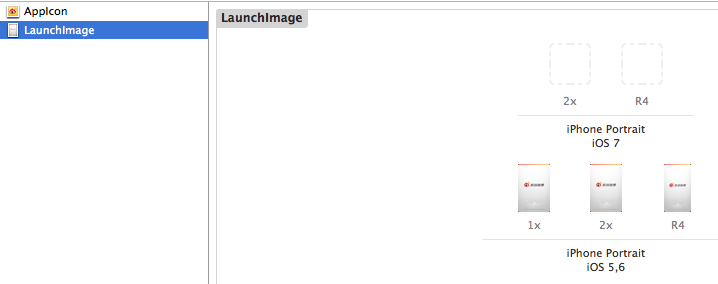 AppIcon
LaunchImage
LaunchImage
2x
R4
iPhone Portrait
iOS 7
1x
2x
R4
iPhone Portrait
iOS 5,6